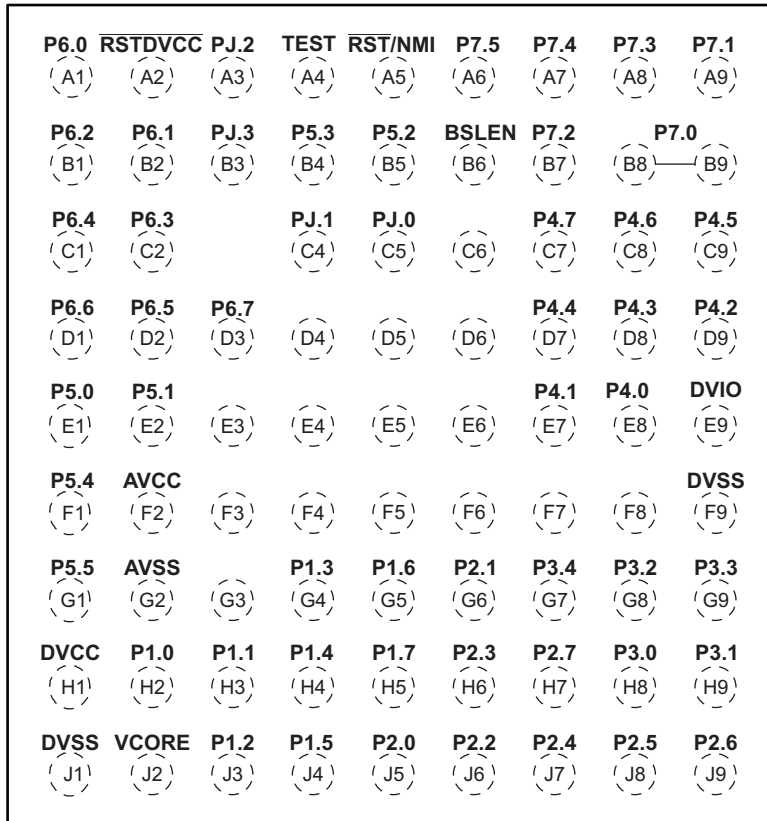 P6.0 RSTDVCC PJ.2 TEST RST/NMI P7.5 P7.4 P7.3 P7.1
A1 A2 A3 A4 A5 A6 A7 A8 A9
P6.2 P6.1 PJ.3 P5.3 P5.2 BSLEN P7.2 P7.0
B1 B2 B3 B4 B5 B6 B7 B8 B9
P6.4 P6.3 PJ.1 PJ.0 P4.7 P4.6 P4.5
C1 C2 C4 C5 C6 C7 C8 C9
P6.6 P6.5 P6.7 P4.4 P4.3 P4.2
D1 D2 D3 D4 D5 D6 D7 D8 D9
P5.0 P5.1 P4.1 P4.0 DVIO
E1 E2 E3 E4 E5 E6 E7 E8 E9
P5.4 AVCC DVSS
F1 F2 F3 F4 F5 F6 F7 F8 F9
P5.5 AVSS P1.3 P1.6 P2.1 P3.4 P3.2 P3.3
G1 G2 G3 G4 G5 G6 G7 G8 G9
DVCC P1.0 P1.1 P1.4 P1.7 P2.3 P2.7 P3.0 P3.1
H1 H2 H3 H4 H5 H6 H7 H8 H9
DVSS VCORE P1.2 P1.5 P2.0 P2.2 P2.4 P2.5 P2.6
J1 J2 J3 J4 J5 J6 J7 J8 J9